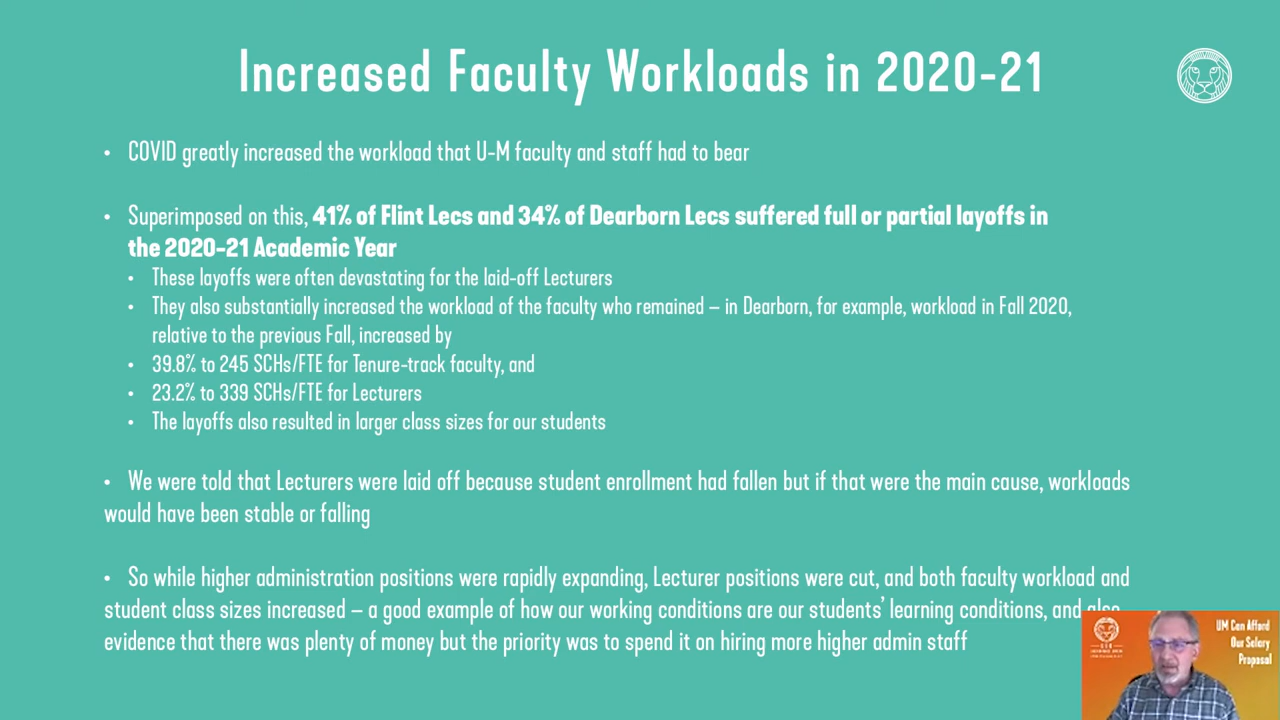 Increased Faculty Workloads in 2020-21
• COVID greatly increased the workload that U-M faculty and staff had to bear
• Superimposed on this, 41% of Flint Lecs and 34% of Dearborn Lecs suffered full or partial layoffs in
the 2020-21 Academic Year
• These layoffs were often devastating for the laid-off Lecturers
• They also substantially increased the workload of the faculty who remained – in Dearborn, for example, workload in Fall 2020,
relative to the previous Fall, increased by
• 39.8% to 245 SCHs/FTE for Tenure-track faculty, and
• 23.2% to 339 SCHs/FTE for Lecturers
• The layoffs also resulted in larger class sizes for our students
• We were told that Lecturers were laid off because student enrollment had fallen but if that were the main cause, workloads
would have been stable or falling
• So while higher administration positions were rapidly expanding, Lecturer positions were cut, and both faculty workload and
student class sizes increased – a good example of how our working conditions are our students’ learning conditions, and also
evidence that there was plenty of money but the priority was to spend it on hiring more higher admin staff
UM Can Afford
Our Salary
Proposal